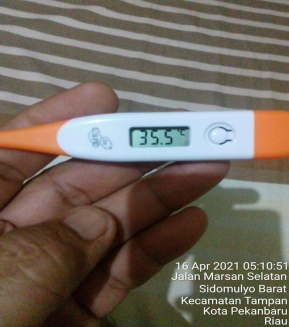 35.5°C
16 Apr 2021 05:10:51
Jalan Marsan Selatan
Sidomulyo Barat
Kecamatan Tampan
Kota Pekanbaru
Riau